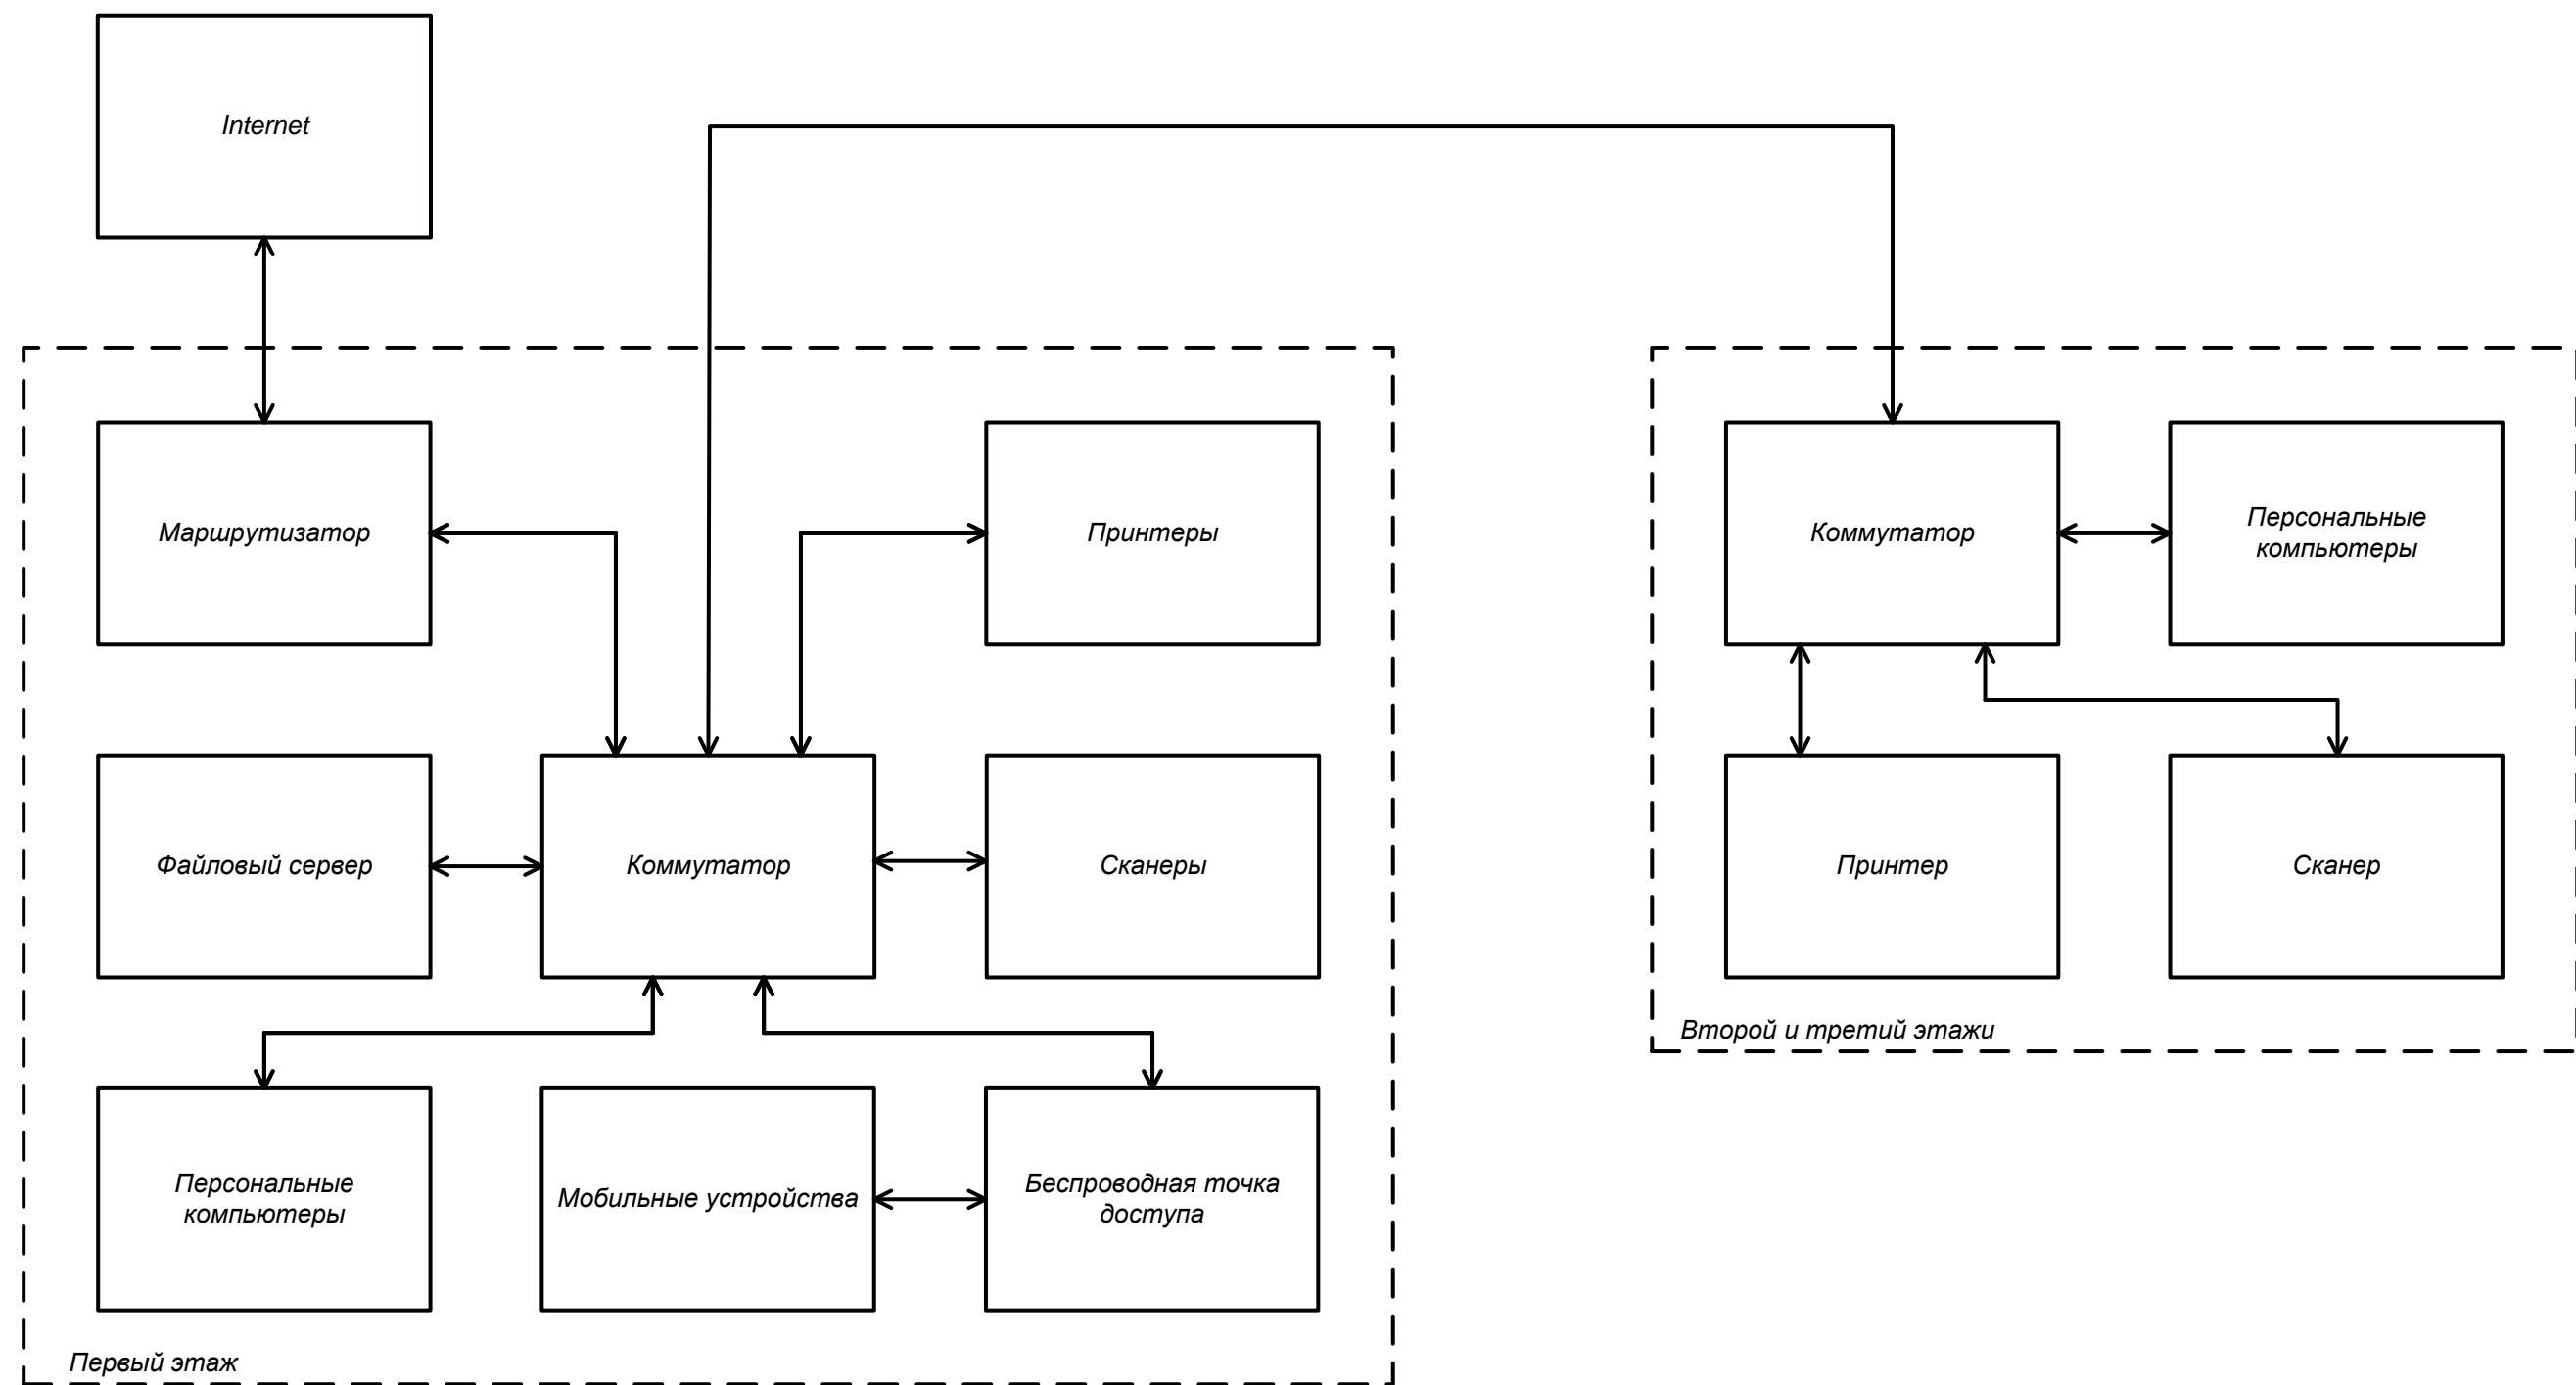 Internet
Маршрутизатор
Принтеры
Коммутатор
Персональные
компьютеры
Файловый сервер
Коммутатор
Сканеры
Принтер
Сканер
Второй и третий этажи
Персональные
компьютеры
Мобильные устройства
Беспроводная точка
доступа
Первый этаж